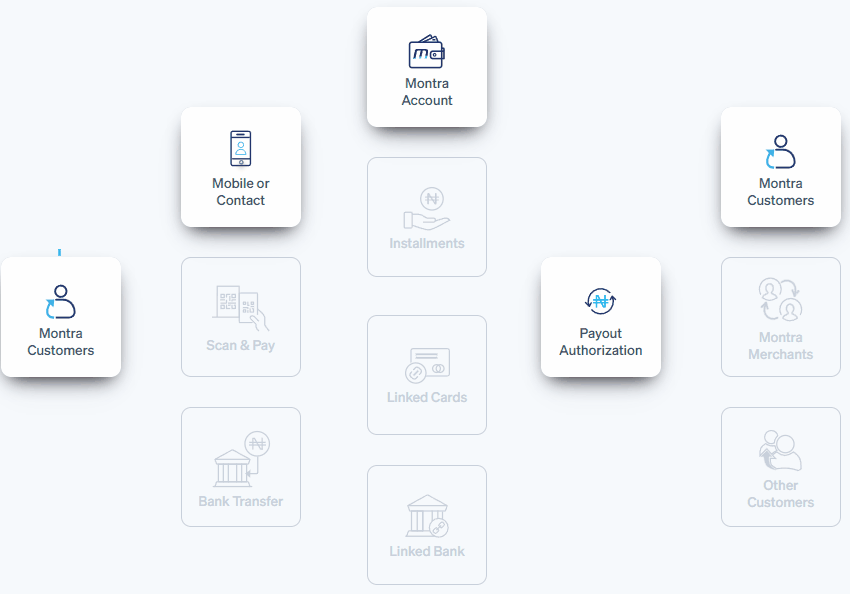 Montra
Customers
Mobile or
Contact
Scan & Pay
Bank Transfer
Montra
Account
Installments
Linked Cards
Linked Bank
Payout
Authorization
Montra
Customers
Montra
Merchants
Other
Customers